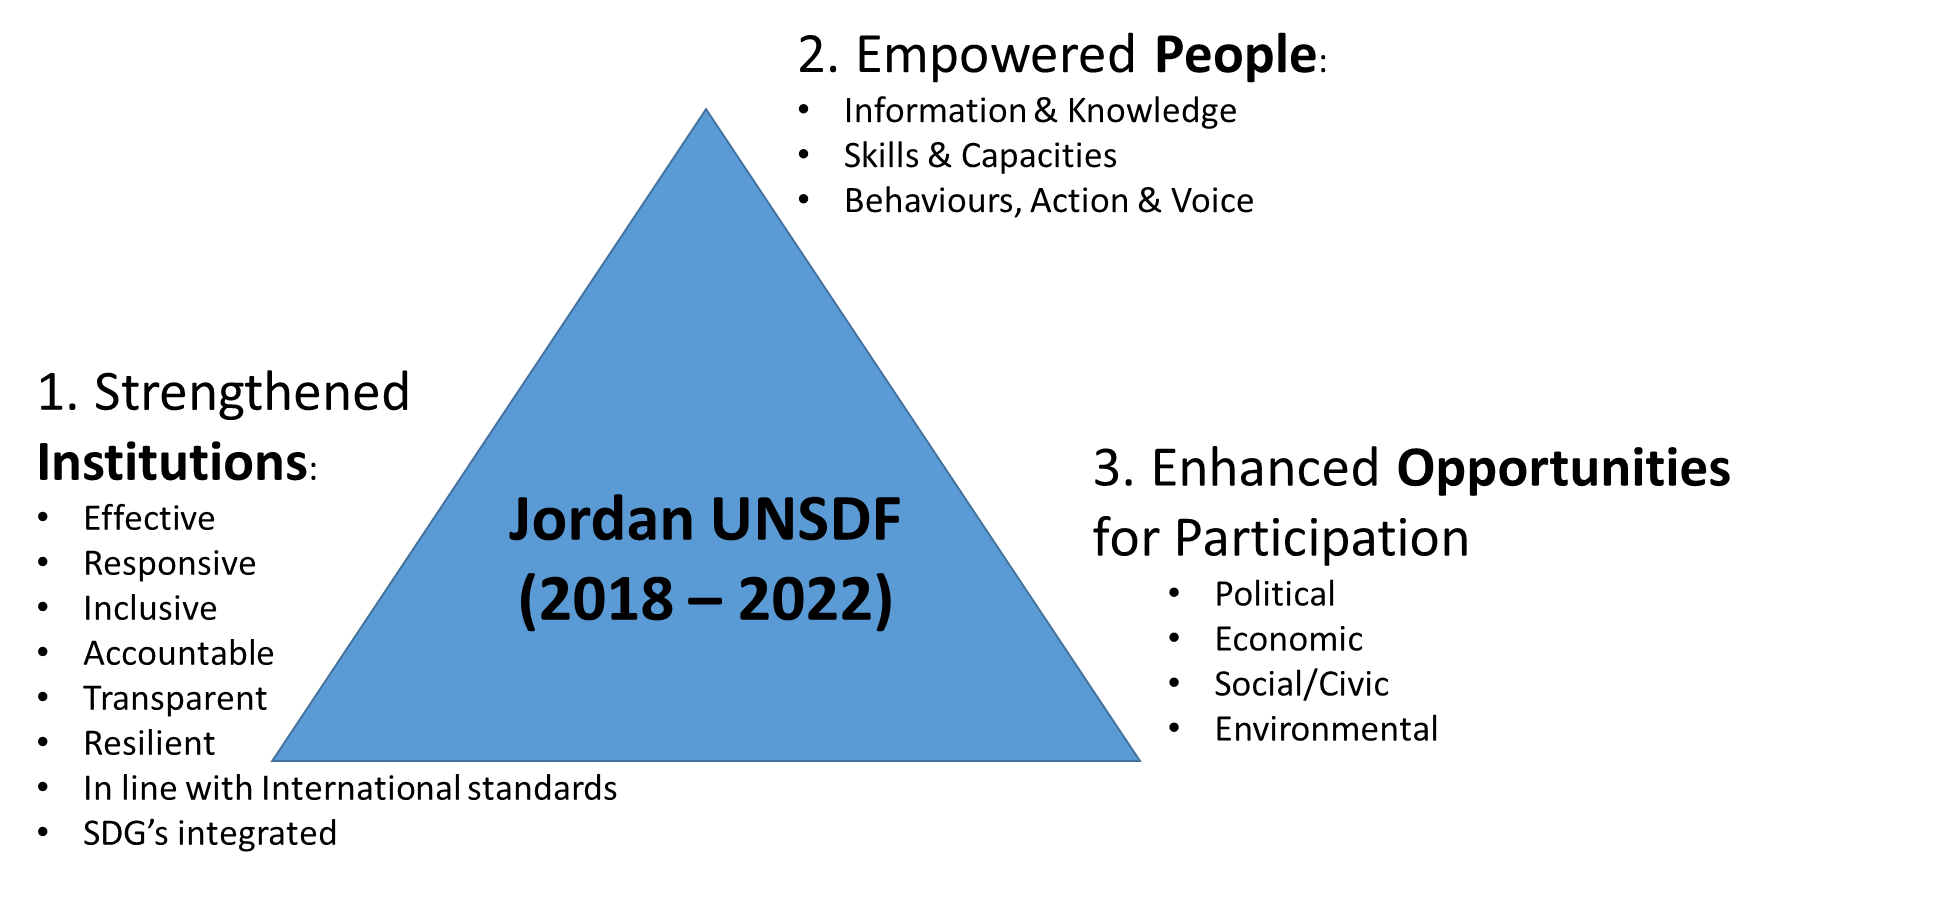 2. Empowered People:
• Information & Knowledge
• Skills & Capacities
• Behaviours, Action & Voice
1. Strengthened
Institutions:
• Effective
• Responsive
• Inclusive
• Accountable
• Transparent
• Resilient
• In line with International standards
• SDG’s integrated
Jordan UNSDF
(2018 – 2022)
3. Enhanced Opportunities
for Participation
• Political
• Economic
• Social/Civic
• Environmental